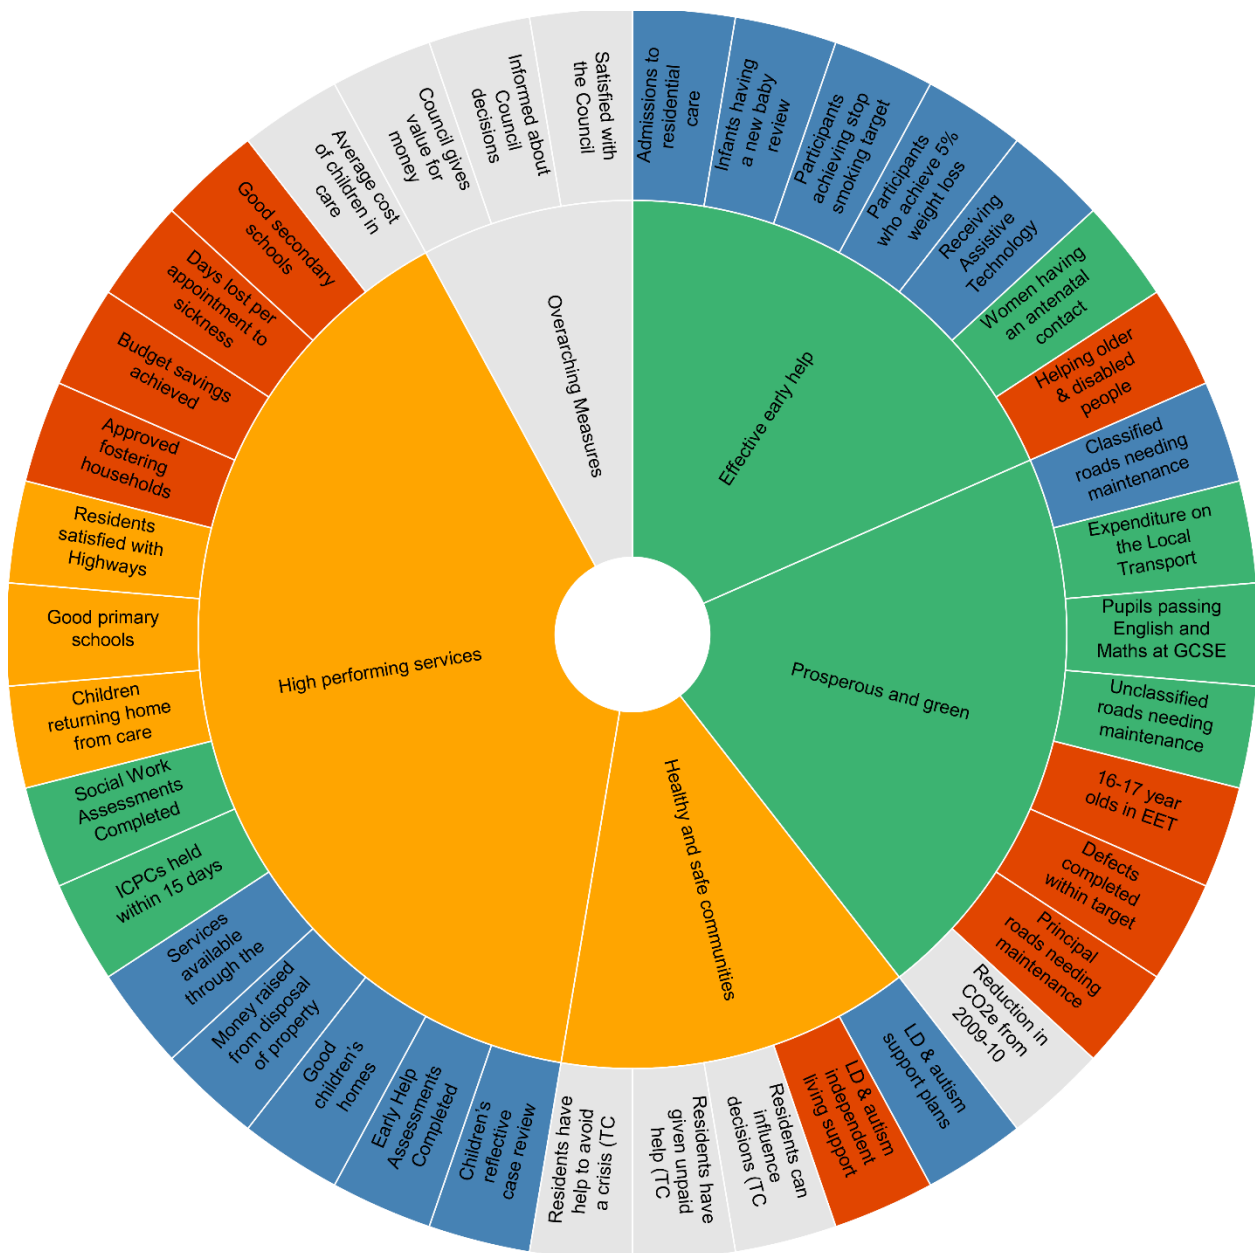 Admissions to
residential
care
Infants having
a new baby
review
Participants
achieving stop
smoking target
Participants
who achieve 5%
weight loss
Receiving
Assistive
Technology
Women having
an antenatal
contact
Helping older
& disabled
people
Classified
roads needing
maintenance
Expenditure on
the Local
Transport
Pupils passing
English and
Maths at GCSE
Unclassified
roads needing
maintenance
16-17 year
olds in EET
Defects
completed
within target
Principal
roads needing
maintenance
Reduction in
CO2e from
2009-10
LD & autism
support plans
LD & autism
independent
living support
Residents can
influence
decisions (TC
Residents have
given unpaid
help (TC
Residents have
help to avoid
a crisis (TC
Children's
reflective
case review
Early Help
Assessments
Completed
Good
children's
homes
Money raised
from disposal
of property
Services
available
through the
ICPCs held
within 15 days
Social Work
Assessments
Completed
Children
returning home
from care
Good primary
schools
Residents
satisfied with
Highways
Approved
fostering
households
Budget savings
achieved
Days lost per
appointment to
sickness
Good secondary
schools
Average cost
of children in
care
Council gives
value for
money
Informed about
Council
decisions
Satisfied with
the Council
Effective early help
Prosperous and green
Healthy and safe communities
High performing services
Overarching Measures